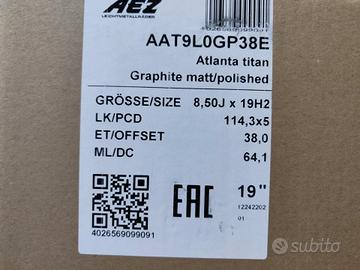 AEZ
LEICHTMETALLRÄDER
4026569099091
AAT9L0GP38E
Atlanta titan
Graphite matt/polished
GRÖSSE/SIZE 8,50J x 19H2
LK/PCD 114,3x5
ET/OFFSET 38,0
ML/DC 64,1
4026569099091
EAC
19"
12242202
01
subito